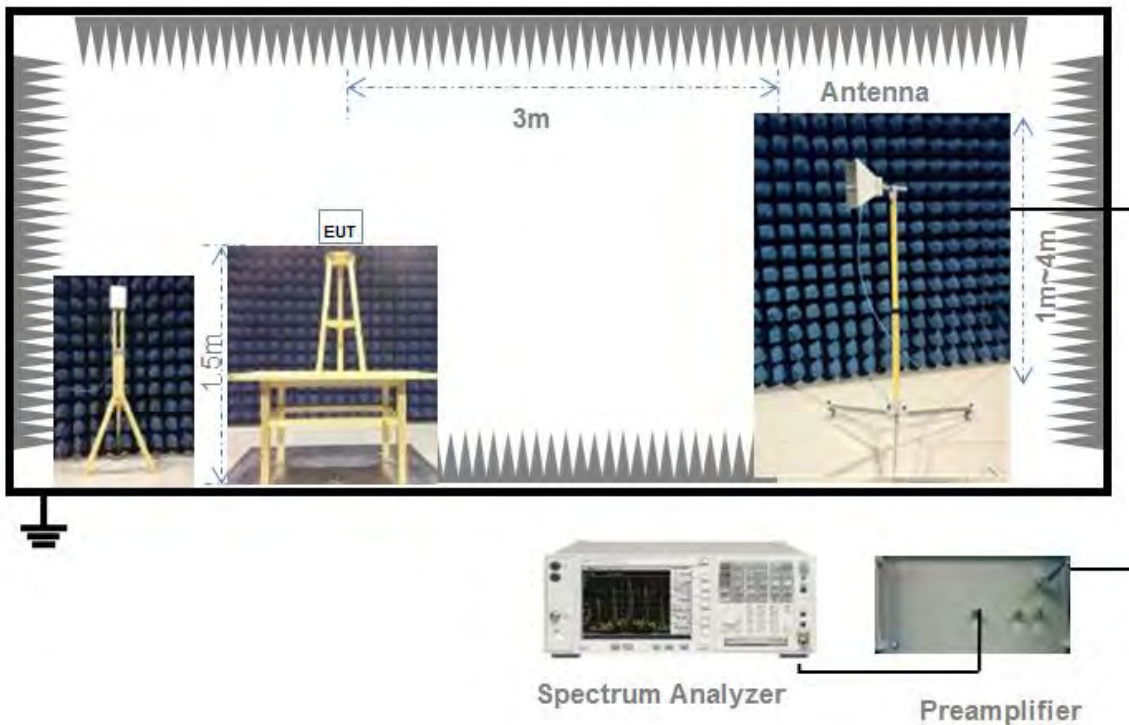 3m
Antenna
EUT
1.5m
1m~4m
Spectrum Analyzer
Preamplifier